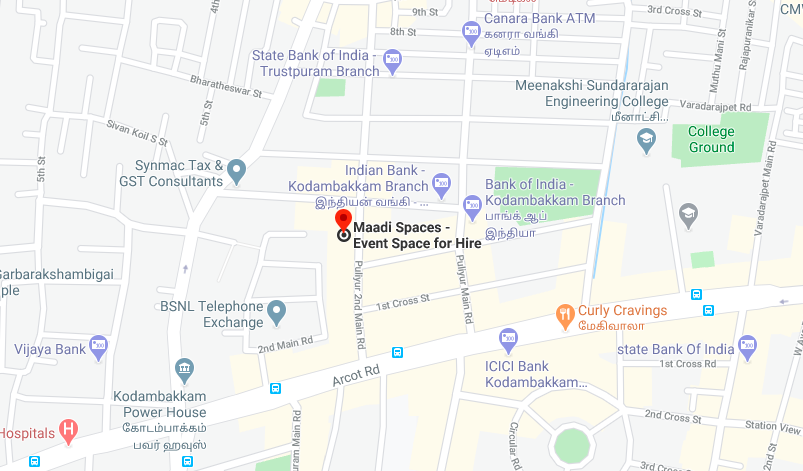 9th St
Canara Bank ATM
கனரா வங்கி
ஏடிஎம்
3rd Cross St
CMV
4th St
8th St
State Bank of India -
Trustpuram Branch
Muthu Mani St
Rajapuranikar St
Meenakshi Sundararajan
Engineering College
மீனாட்சி...
Bharatheswar St
5th St
Varadarajpet Rd
Sivan Koil St
College
Ground
5th St
Synmac Tax &
GST Consultants
Indian Bank -
Kodambakkam Branch
இந்தியன் வங்கி - ...
Bank of India -
Kodambakkam Branch
பாங்க் ஆப்
இந்தியா
Varadarajpet Main Rd
Maadi Spaces -
Event Space for Hire
Garbarakshambigai
ple
Puliyur 2nd Main Rd
Puliyur Main Rd
1st Cross St
BSNL Telephone
Exchange
Curly Cravings
மேகிவாலா
2nd Main Rd
Vijaya Bank
state Bank Of India
1st Cross Rd
ICICI Bank
Kodambakkam...
Arcot Rd
Kodambakkam
Power House
கோடம்பாக்கம்
பவர் ஹவுஸ்
2nd Cross St
Station View
Hospitals
Main Rd
Circular Rd
2nd St